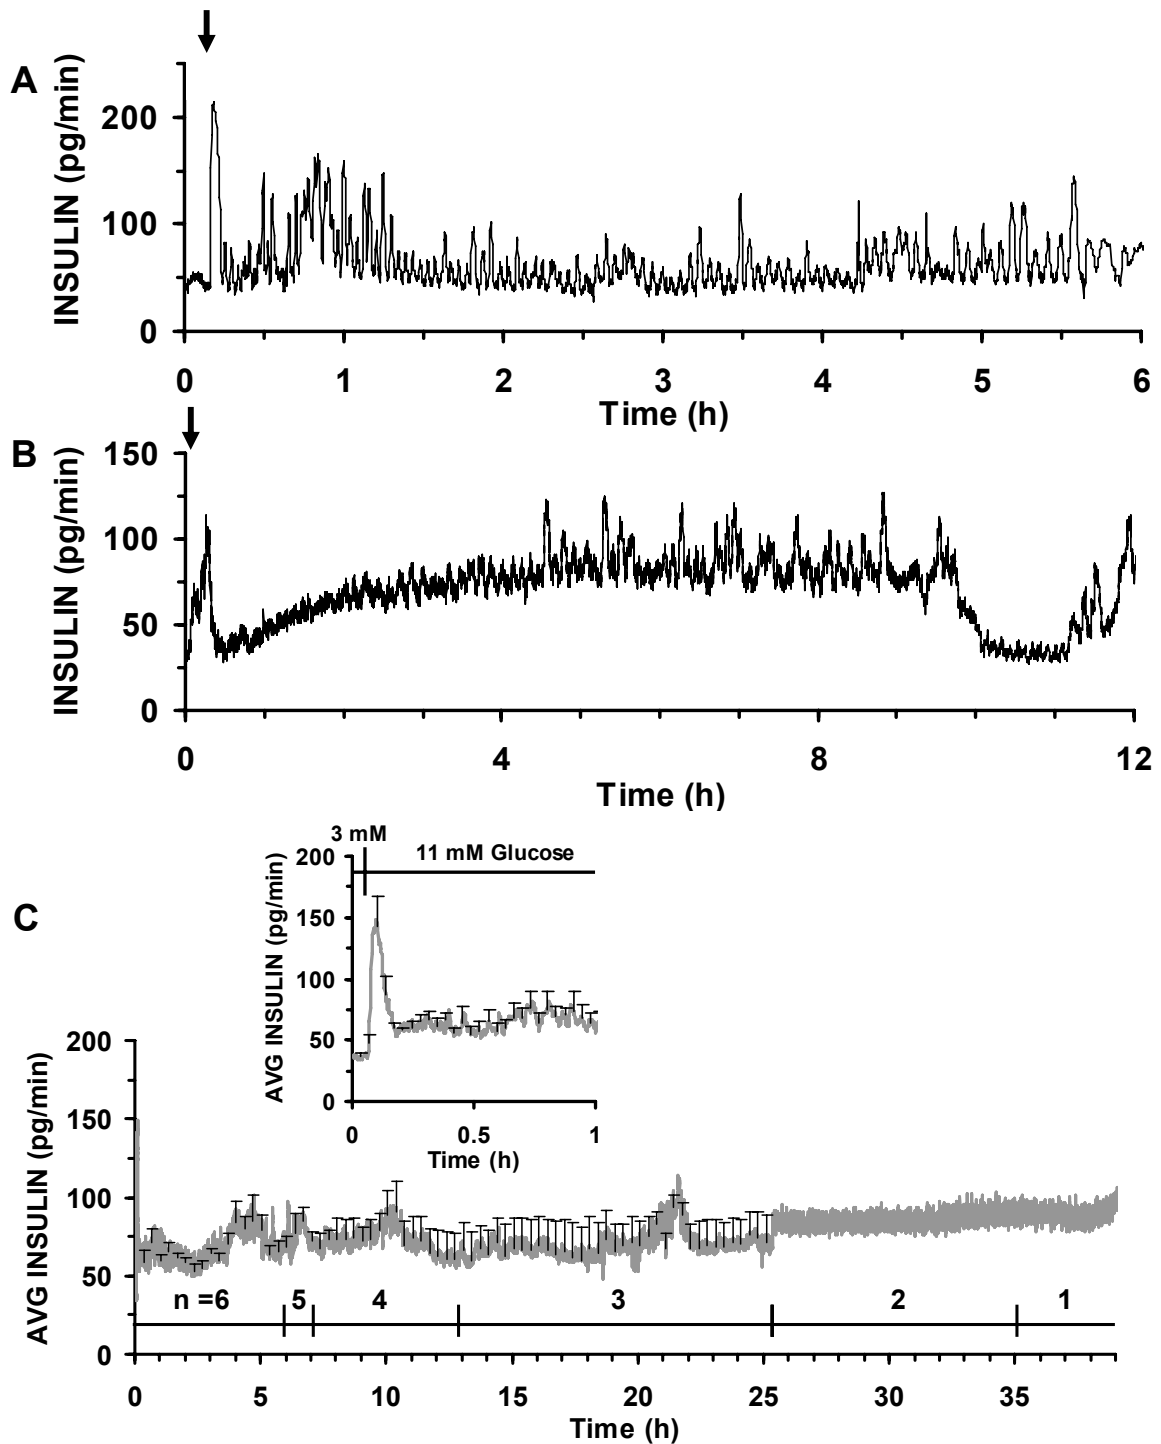 A
INSULIN (pg/min)
200
100
0
0 1 2 3 4 5 6
Time (h)
B
INSULIN (pg/min)
150
100
50
0
0 4 8 12
Time (h)
C
3 mM
11 mM Glucose
AVG INSULIN (pg/min)
200
150
100
50
0
0 0.5 1
Time (h)
AVG INSULIN (pg/min)
200
150
100
50
0
n =6 5 4 3 2 1
0 5 10 15 20 25 30 35
Time (h)